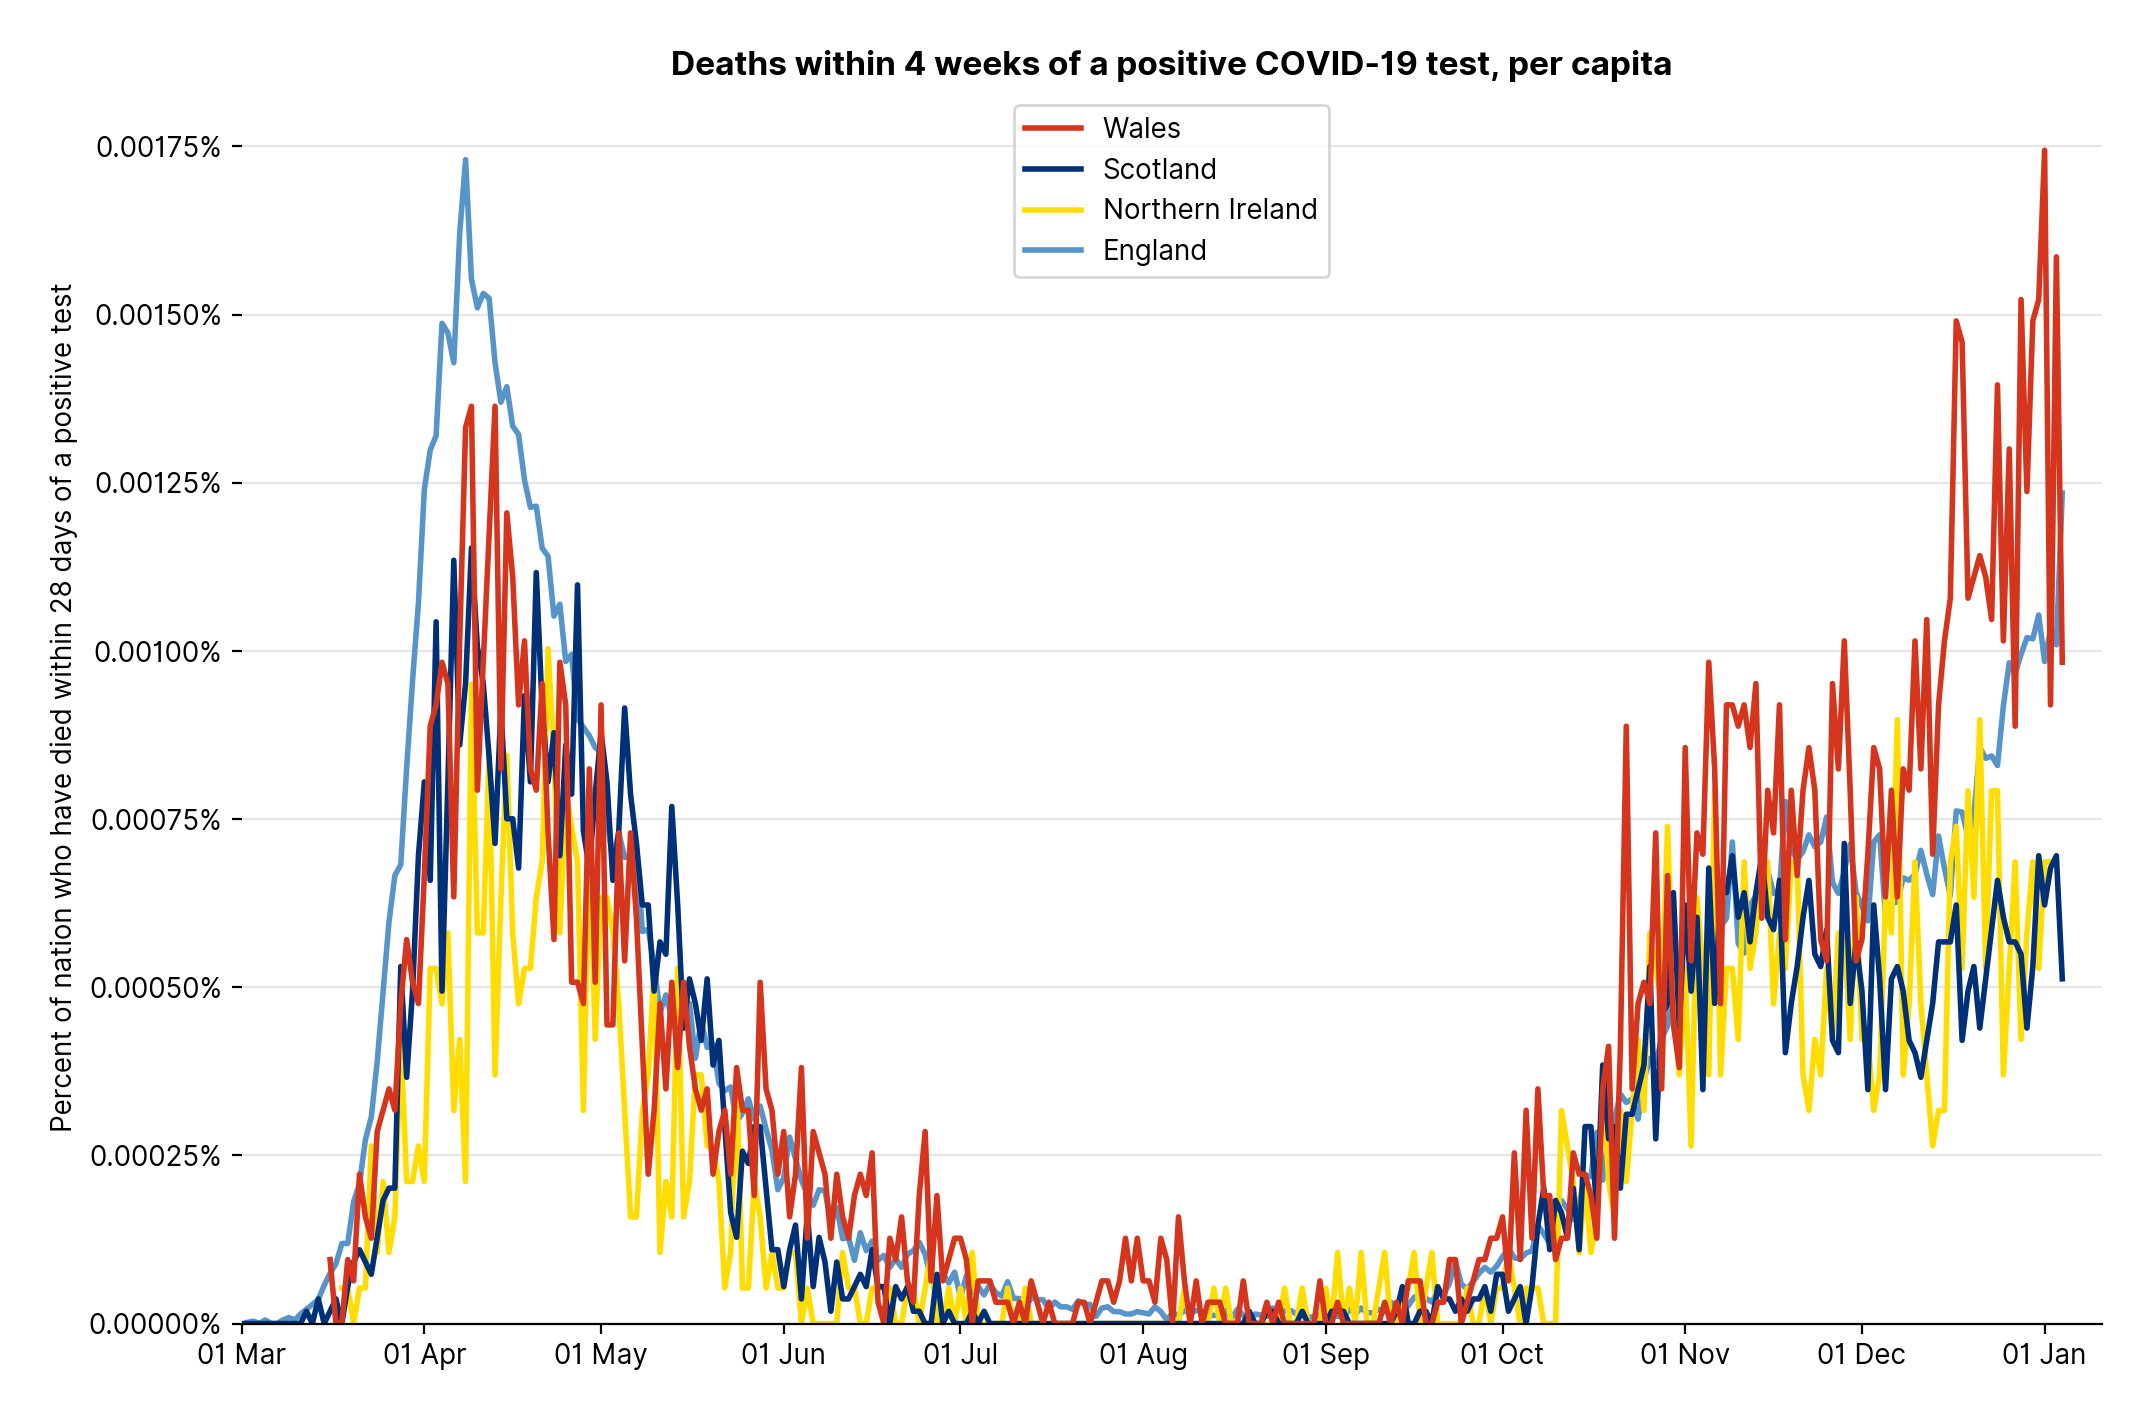 Deaths within 4 weeks of a positive COVID-19 test, per capita
Wales
Scotland
Northern Ireland
England
Percent of nation who have died within 28 days of a positive test
0.00175%
0.00150%
0.00125%
0.00100%
0.00075%
0.00050%
0.00025%
0.00000%
01 Mar
01 Apr
01 May
01 Jun
01 Jul
01 Aug
01 Sep
01 Oct
01 Nov
01 Dec
01 Jan